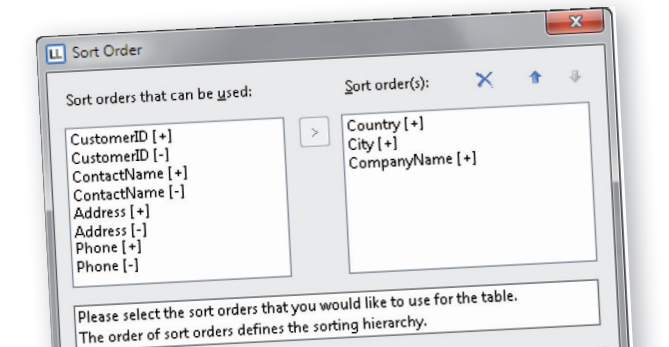 LL Sort Order
Sort orders that can be used:
CustomerID [+]
CustomerID [-]
ContactName [+]
ContactName [-]
Address [+]
Address [-]
Phone [+]
Phone [-]
>
Sort order(s):
Country [+]
City [+]
CompanyName [+]
Please select the sort orders that you would like to use for the table.
The order of sort orders defines the sorting hierarchy.